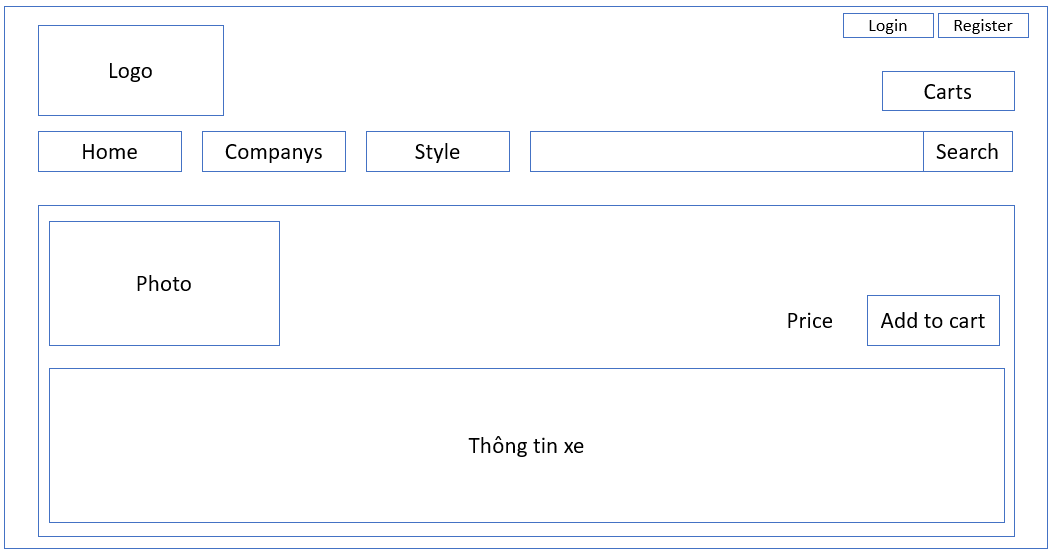 Login
Register
Logo
Carts
Home
Companys
Style
Search
Photo
Price
Add to cart
Thông tin xe